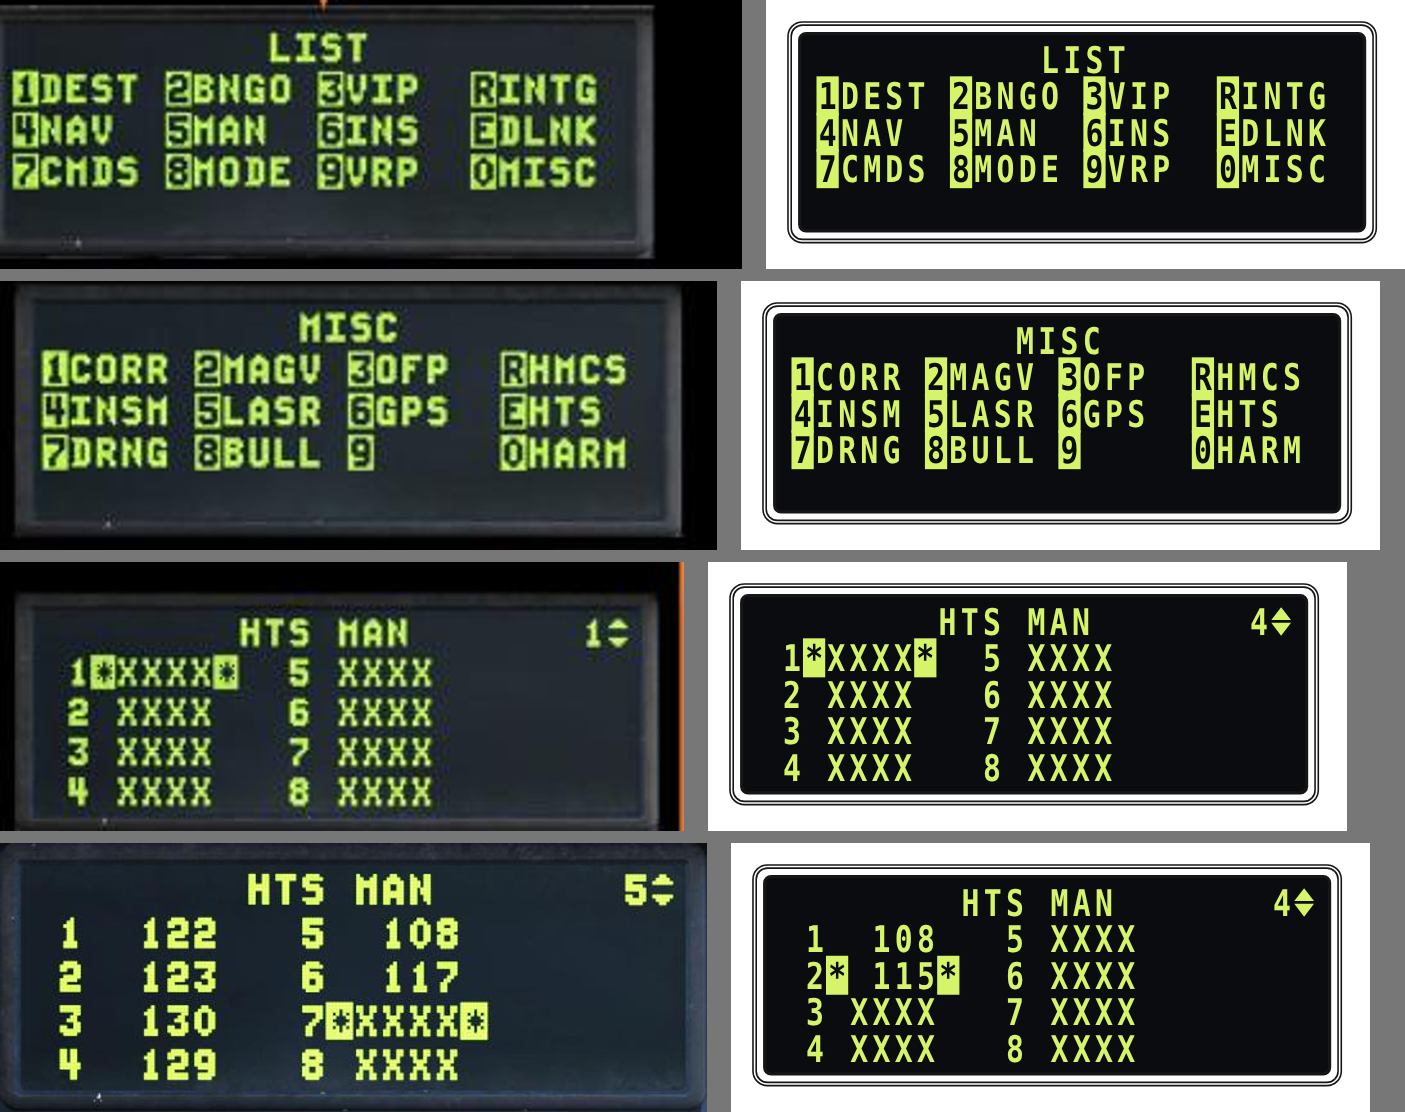 LIST
1DEST 2BNGO 3VIP RINTG
4NAV 5MAN 6INS EDLNK
7CMDS 8MODE 9VRP 0MISC
LIST
1DEST 2BNGO 3VIP RINTG
4NAV 5MAN 6INS EDLNK
7CMDS 8MODE 9VRP 0MISC
MISC
1CORR 2MAGV 3OFP RHMCS
4INSM 5LASR 6GPS EHTS
7DRNG 8BULL 9 0HARM
MISC
1CORR 2MAGV 3OFP RHMCS
4INSM 5LASR 6GPS EHTS
7DRNG 8BULL 9 0HARM
HTS MAN 1
1*XXXX* 5 XXXX
2 XXXX 6 XXXX
3 XXXX 7 XXXX
4 XXXX 8 XXXX
HTS MAN 4
1*XXXX* 5 XXXX
2 XXXX 6 XXXX
3 XXXX 7 XXXX
4 XXXX 8 XXXX
HTS MAN 5
1 122 5 108
2 123 6 117
3 130 7*XXXX*
4 129 8 XXXX
HTS MAN 4
1 108 5 XXXX
2* 115* 6 XXXX
3 XXXX 7 XXXX
4 XXXX 8 XXXX